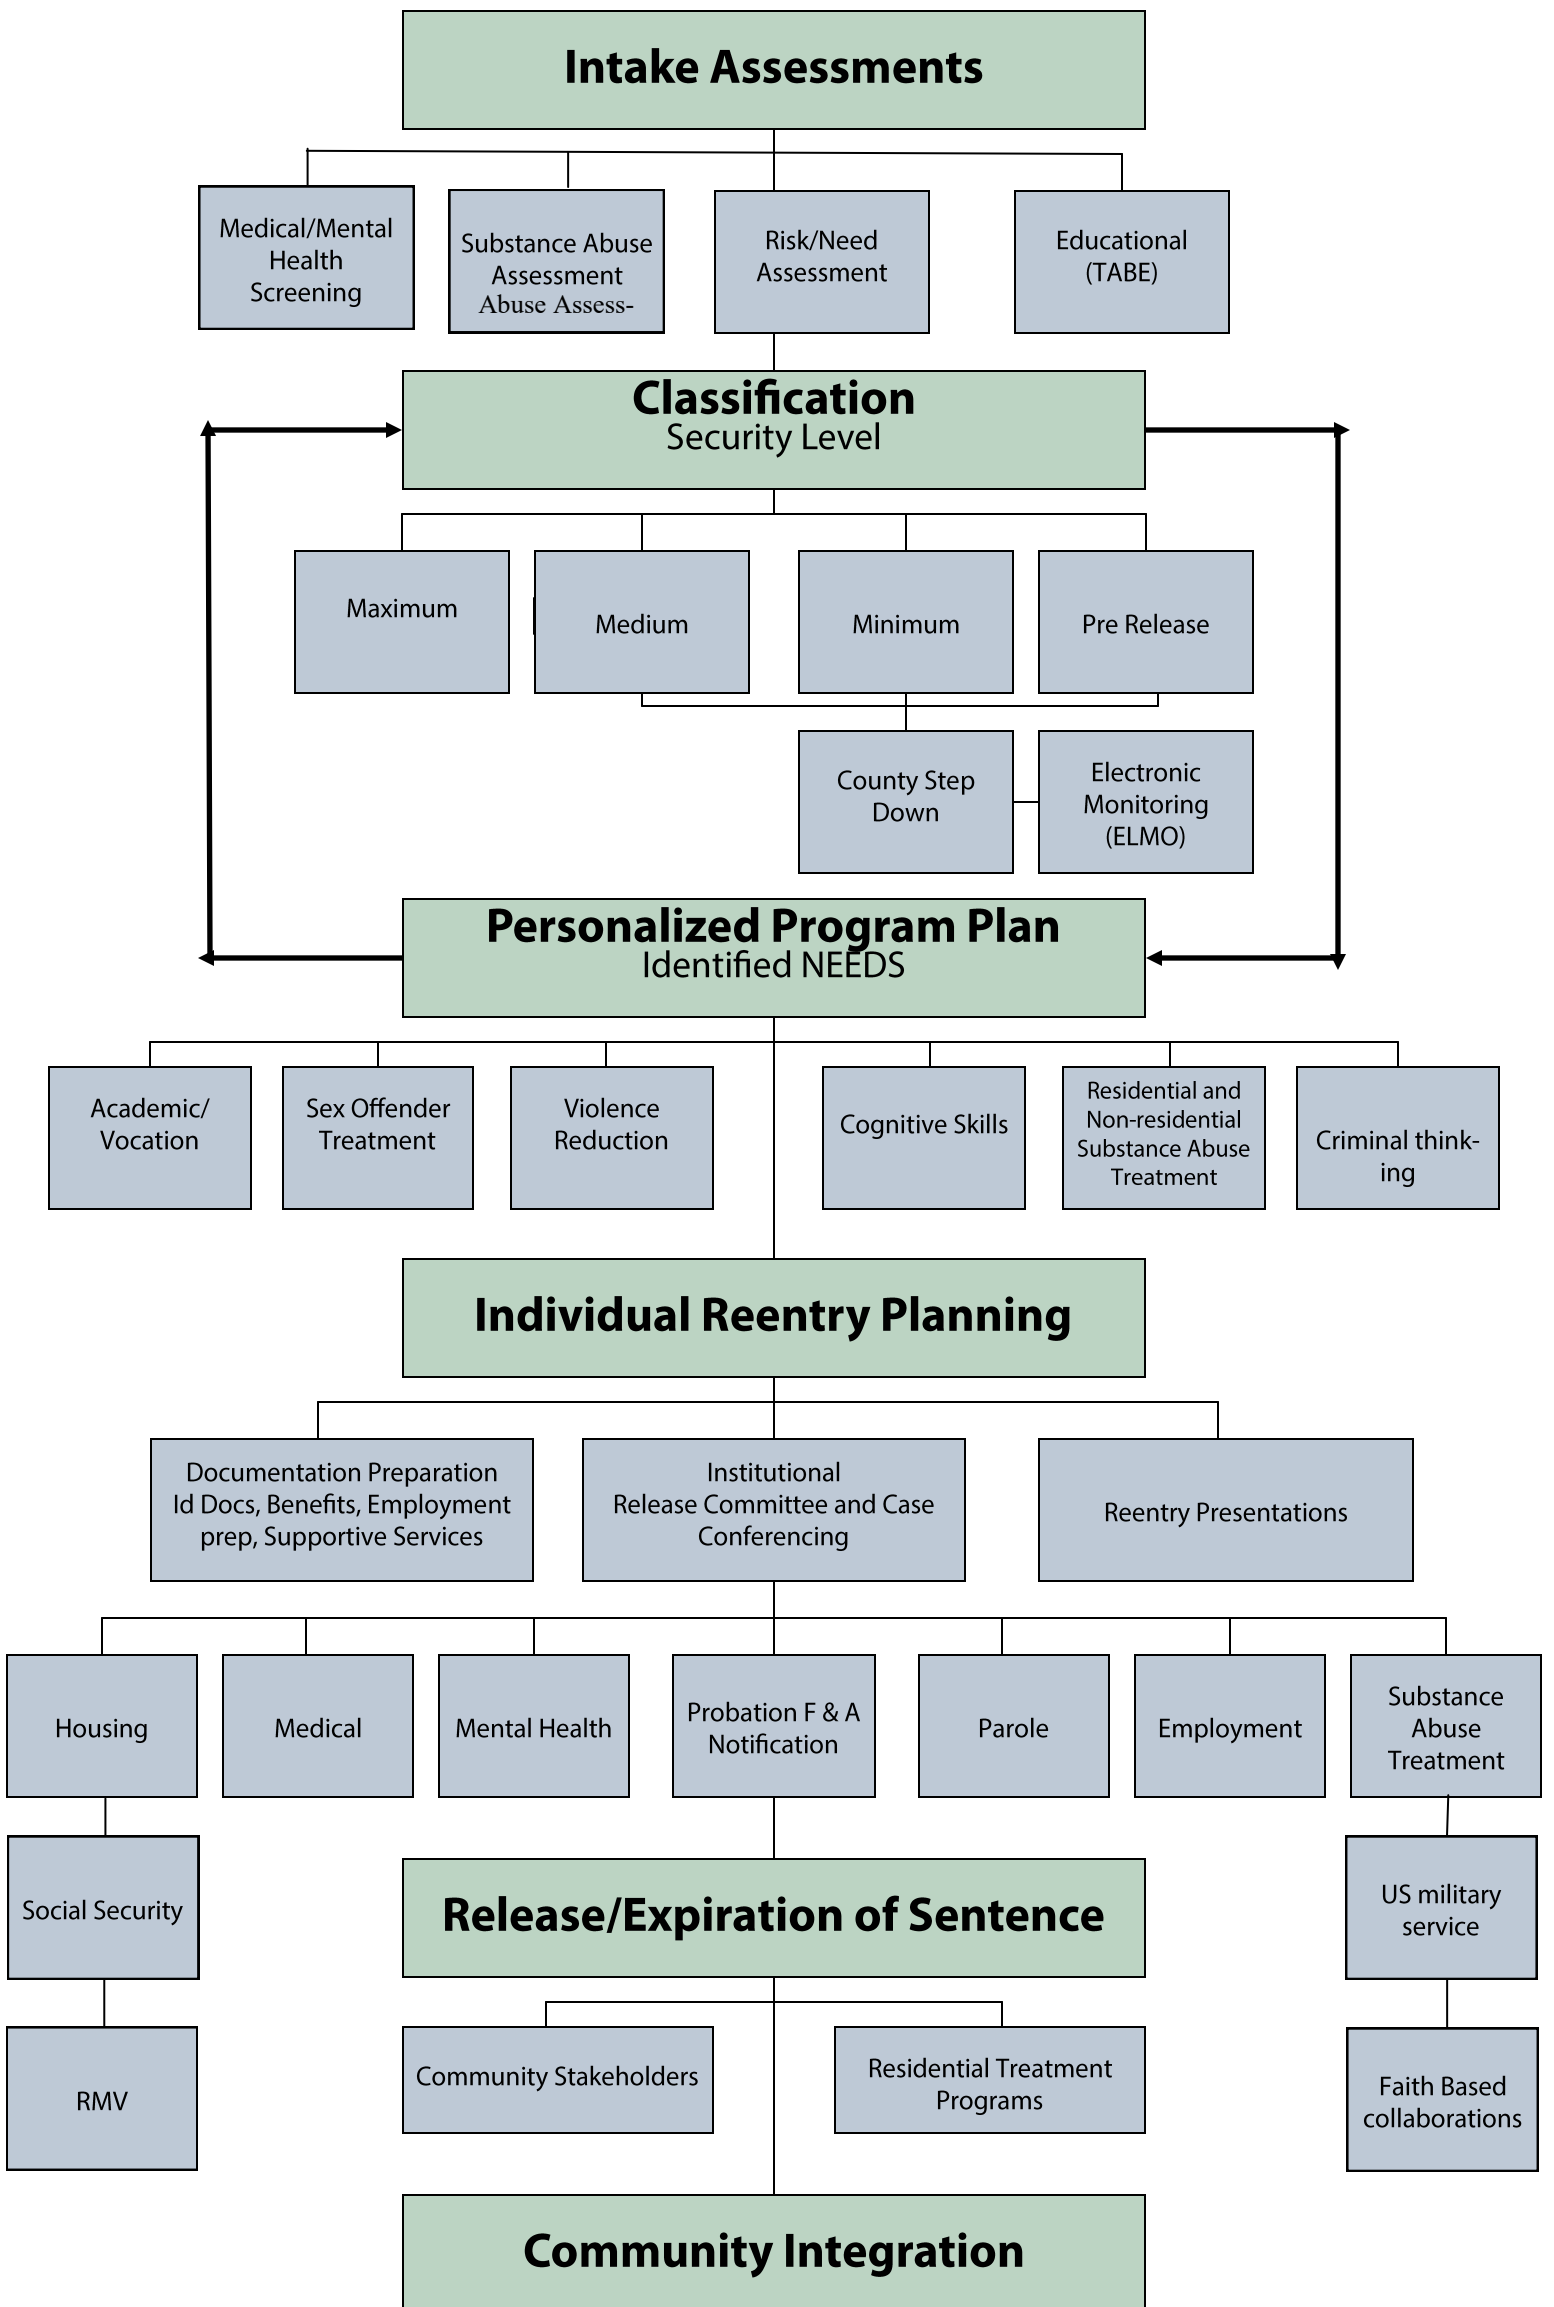 Intake Assessments
Medical/Mental
Health
Screening
Substance Abuse
Assessment
Abuse Assess-
Risk/Need
Assessment
Educational
(TABE)
Classification
Security Level
Maximum
Medium
Minimum
Pre Release
County Step
Down
Electronic
Monitoring
(ELMO)
Personalized Program Plan
Identified NEEDS
Academic/
Vocation
Sex Offender
Treatment
Violence
Reduction
Cognitive Skills
Residential and
Non-residential
Substance Abuse
Treatment
Criminal think-
ing
Individual Reentry Planning
Documentation Preparation
Id Docs, Benefits, Employment
prep, Supportive Services
Institutional
Release Committee and Case
Conferencing
Reentry Presentations
Housing
Medical
Mental Health
Probation F & A
Notification
Parole
Employment
Substance
Abuse
Treatment
Social Security
Release/Expiration of Sentence
US military
service
RMV
Community Stakeholders
Residential Treatment
Programs
Faith Based
collaborations
Community Integration